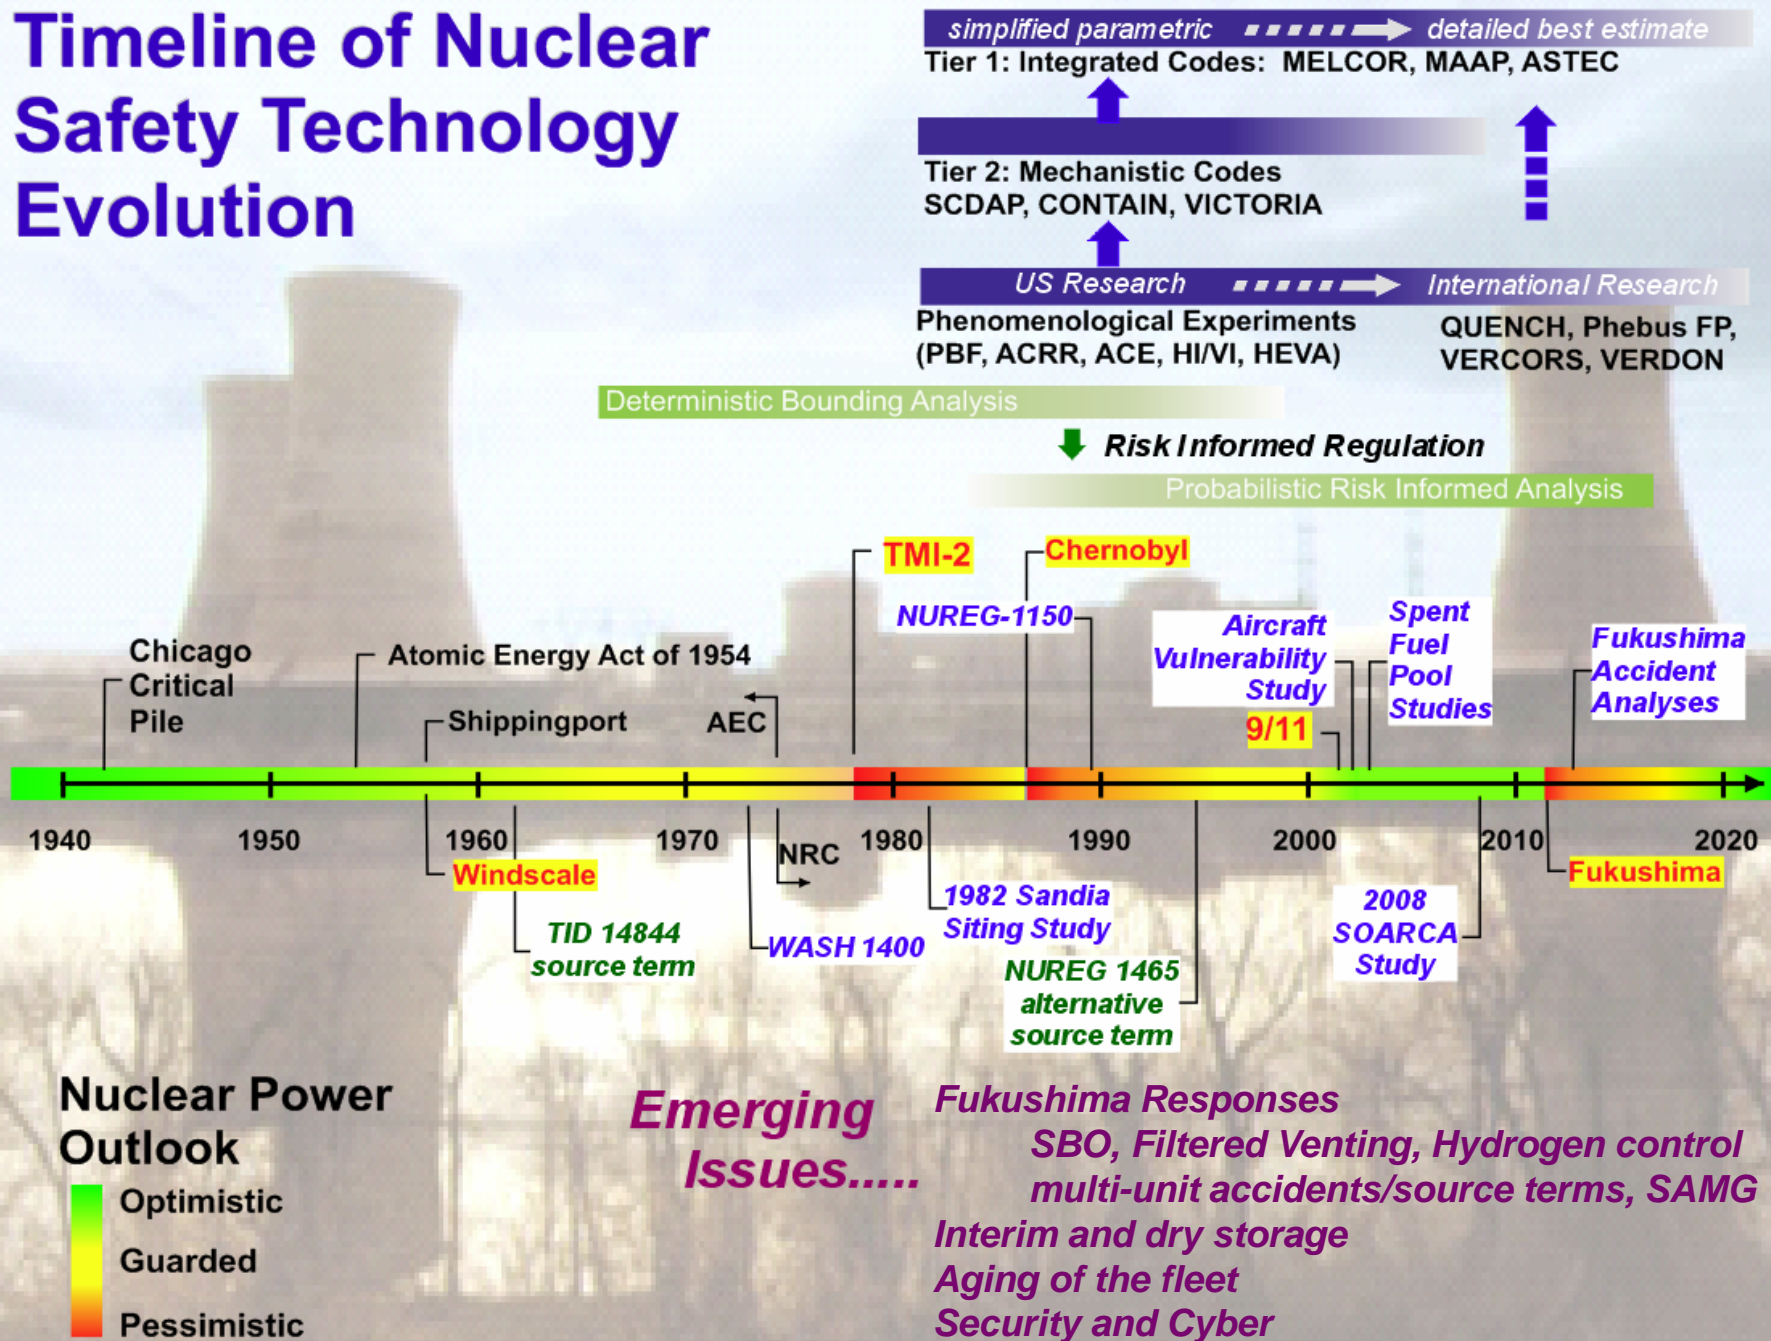 Timeline of Nuclear
Safety Technology
Evolution
simplified parametric detailed best estimate
Tier 1: Integrated Codes: MELCOR, MAAP, ASTEC
Tier 2: Mechanistic Codes
SCDAP, CONTAIN, VICTORIA
US Research International Research
Phenomenological Experiments
(PBF, ACRR, ACE, HI/VI, HEVA)
QUENCH, Phebus FP,
VERCORS, VERDON
Deterministic Bounding Analysis
Risk Informed Regulation
Probabilistic Risk Informed Analysis
TMI-2
Chernobyl
NUREG-1150
Aircraft
Vulnerability
Study
9/11
Spent
Fuel
Pool
Studies
Fukushima
Accident
Analyses
Chicago
Critical
Pile
Atomic Energy Act of 1954
Shippingport
AEC
1940 1950 1960 1970 1980 1990 2000 2010 2020
NRC
Windscale
Fukushima
TID 14844
source term
WASH 1400
1982 Sandia
Siting Study
NUREG 1465
alternative
source term
2008
SOARCA
Study
Nuclear Power
Outlook
Optimistic
Guarded
Pessimistic
Emerging
Issues.....
Fukushima Responses
SBO, Filtered Venting, Hydrogen control
multi-unit accidents/source terms, SAMG
Interim and dry storage
Aging of the fleet
Security and Cyber